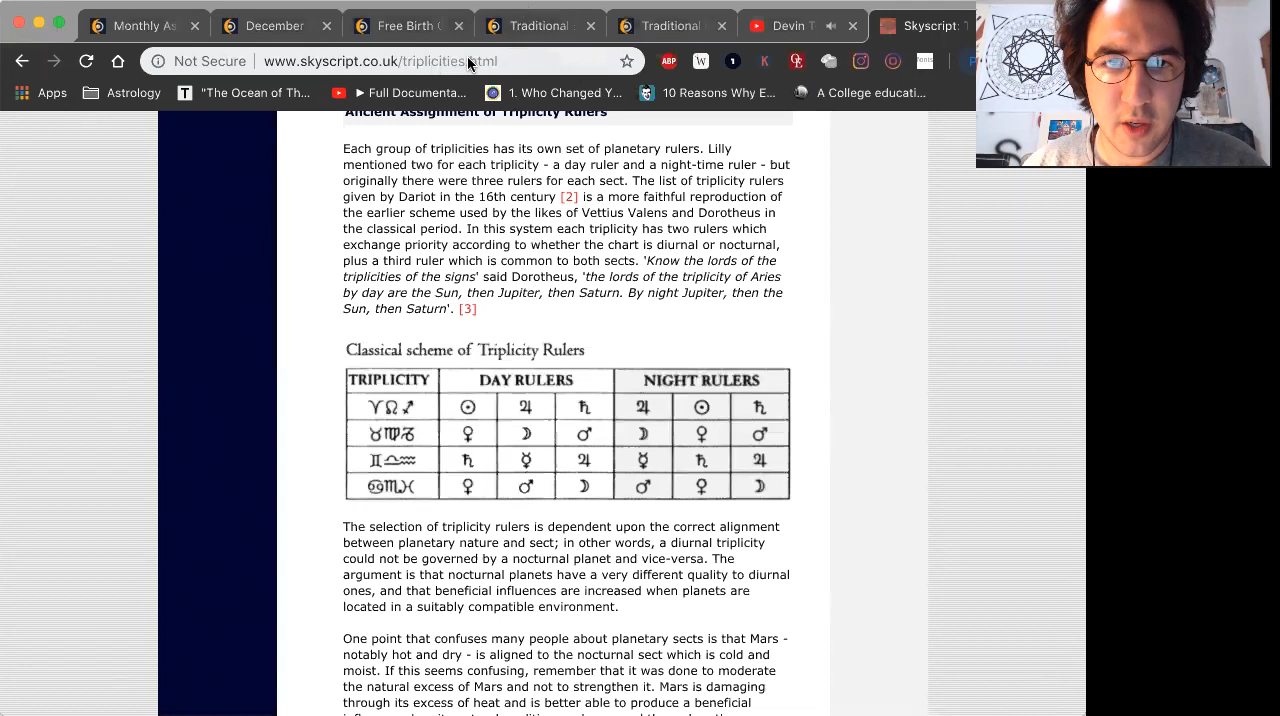 Monthly As
December
Free Birth C
Traditional
Traditional
Devin T
Skyscript: T
Not Secure
www.skyscript.co.uk/triplicities.html
ABP
W
1
K
Apps
Astrology
T
"The Ocean of Th...
► Full Documenta...
1. Who Changed Y...
10 Reasons Why E...
A College educati...
Ancient Assignment of Triplicity Rulers
Each group of triplicities has its own set of planetary rulers. Lilly
mentioned two for each triplicity - a day ruler and a night-time ruler - but
originally there were three rulers for each sect. The list of triplicity rulers
given by Dariot in the 16th century [2] is a more faithful reproduction of
the earlier scheme used by the likes of Vettius Valens and Dorotheus in
the classical period. In this system each triplicity has two rulers which
exchange priority according to whether the chart is diurnal or nocturnal,
plus a third ruler which is common to both sects. 'Know the lords of the
triplicities of the signs' said Dorotheus, 'the lords of the triplicity of Aries
by day are the Sun, then Jupiter, then Saturn. By night Jupiter, then the
Sun, then Saturn'. [3]
Classical scheme of Triplicity Rulers
TRIPLICITY DAY RULERS NIGHT RULERS
♈♌♐ ☉ ♃ ♄ ♃ ☉ ♄
♉♍♑ ♀ ☽ ♂ ☽ ♀ ♂
♊♎♒ ♄ ☿ ♃ ☿ ♄ ♃
♋♏♓ ♀ ♂ ☽ ♂ ♀ ☽
The selection of triplicity rulers is dependent upon the correct alignment
between planetary nature and sect; in other words, a diurnal triplicity
could not be governed by a nocturnal planet and vice-versa. The
argument is that nocturnal planets have a very different quality to diurnal
ones, and that beneficial influences are increased when planets are
located in a suitably compatible environment.
One point that confuses many people about planetary sects is that Mars -
notably hot and dry - is aligned to the nocturnal sect which is cold and
moist. If this seems confusing, remember that it was done to moderate
the natural excess of Mars and not to strengthen it. Mars is damaging
through its excess of heat and is better able to produce a beneficial